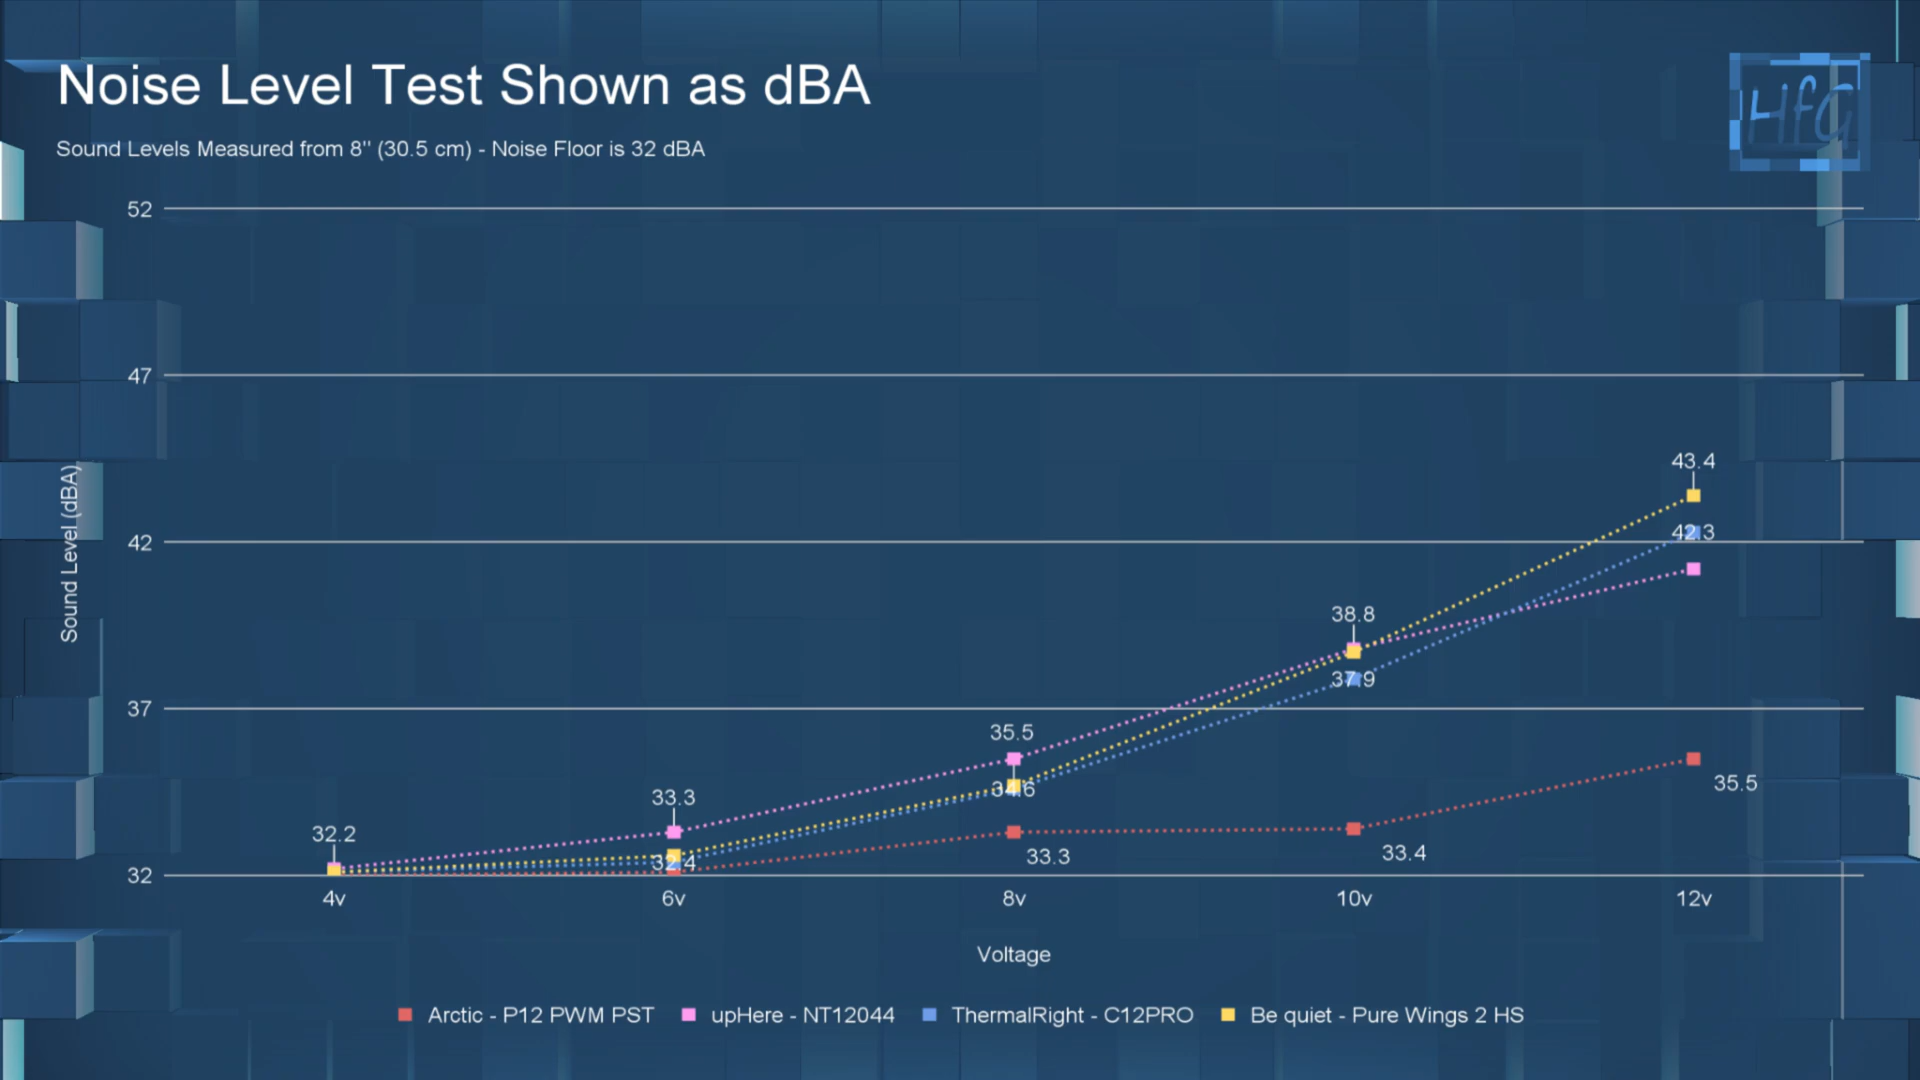 Noise Level Test Shown as dBA
HfG
Sound Levels Measured from 8" (30.5 cm) - Noise Floor is 32 dBA
52
47
43.4
42.3
42
Sound Level (dBA)
38.8
37.9
37
35.5
35.5
34.6
33.3
32.2
33.3
33.4
32.4
32
4v
6v
8v
10v
12v
Voltage
Arctic - P12 PWM PST
upHere - NT12044
ThermalRight - C12PRO
Be quiet - Pure Wings 2 HS